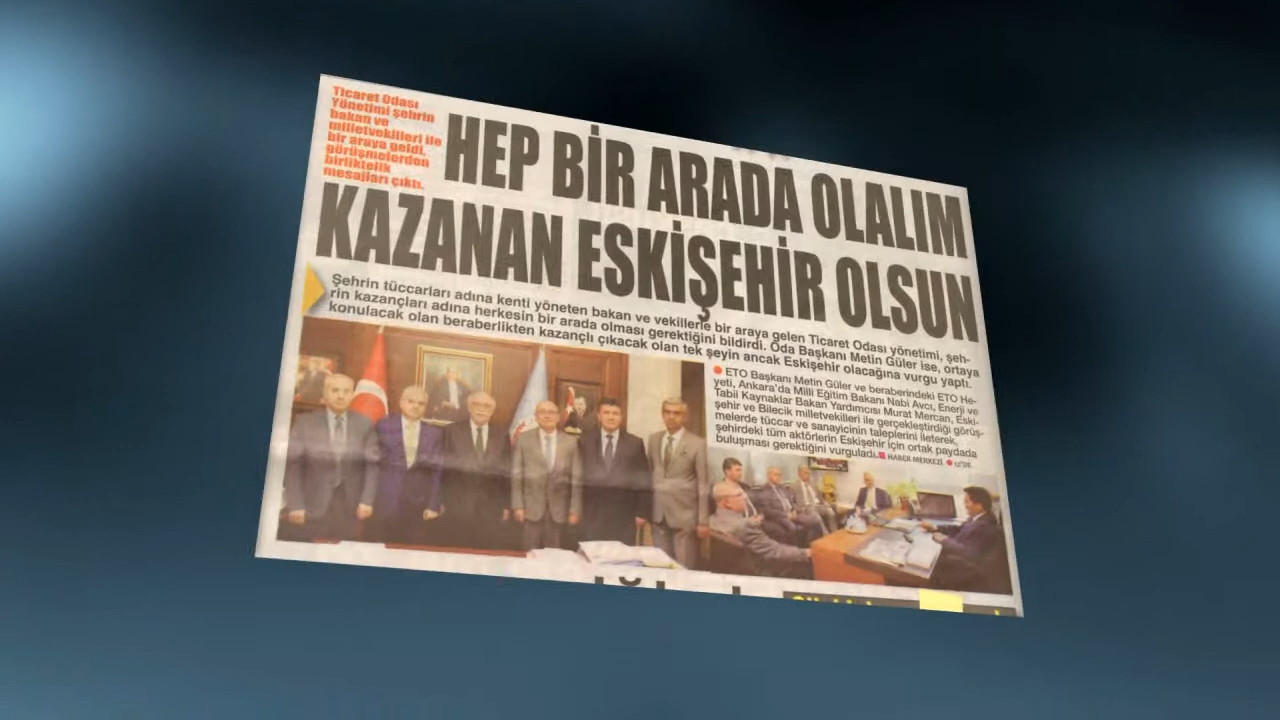 Ticaret Odası
Yönetimi şehrin
bakan ve
milletvekilleri ile
bir araya geldi,
görüşmelerden
birliktelik
mesajları çıktı.
HEP BİR ARADA OLALIM
KAZANAN ESKİŞEHİR OLSUN
Şehrin tüccarları adına kenti yöneten bakan ve vekillerle bir araya gelen Ticaret Odası yönetimi, şeh-
rin kazançları adına herkesin bir arada olması gerektiğini bildirdi. Oda Başkanı Metin Güler ise, ortaya
konulacak olan beraberlikten kazançlı çıkacak olan tek şeyin ancak Eskişehir olacağına vurgu yaptı.
ETO Başkanı Metin Güler ve beraberindeki ETO He-
yeti, Ankara'da Milli Eğitim Bakanı Nabi Avcı, Enerji ve
Tabii Kaynaklar Bakan Yardımcısı Murat Mercan, Eski-
şehir ve Bilecik milletvekilleri ile gerçekleştirdiği görüş-
melerde tüccar ve sanayicinin taleplerini ileterek,
şehirdeki tüm aktörlerin Eskişehir için ortak paydada
buluşması gerektiğini vurguladı. HABER MERKEZİ